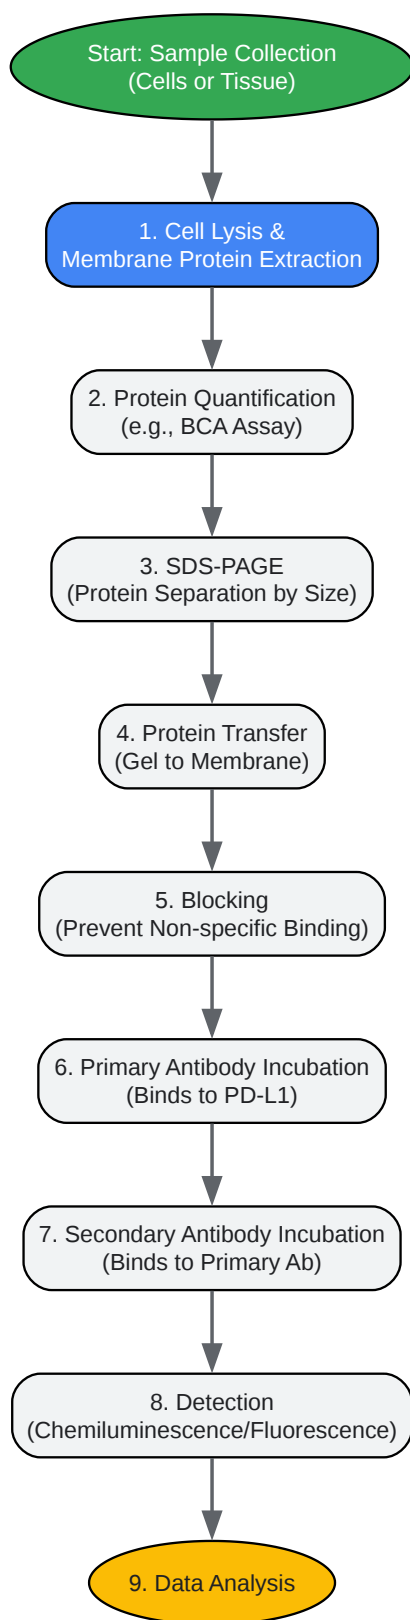 Start: Sample Collection
(Cells or Tissue)
1. Cell Lysis &
Membrane Protein Extraction
2. Protein Quantification
(e.g., BCA Assay)
3. SDS-PAGE
(Protein Separation by Size)
4. Protein Transfer
(Gel to Membrane)
5. Blocking
(Prevent Non-specific Binding)
6. Primary Antibody Incubation
(Binds to PD-L1)
7. Secondary Antibody Incubation
(Binds to Primary Ab)
8. Detection
(Chemiluminescence/Fluorescence)
9. Data Analysis